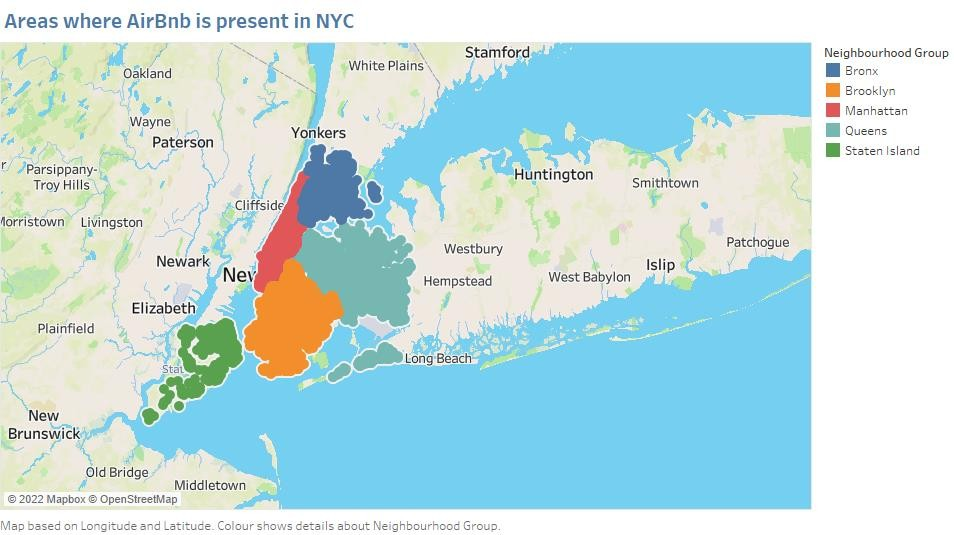 Areas where AirBnb is present in NYC
Stamford
White Plains
Oakland
Wayne
Yonkers
Paterson
Parsippany-
Troy Hills
Huntington
Smithtown
Cliffside
Morristown
Livingston
Patchogue
Westbury
Newark
New
Islip
Hempstead
West Babylon
Elizabeth
Plainfield
Long Beach
Stat
New
Brunswick
Old Bridge
Middletown
© 2022 Mapbox © OpenStreetMap
Neighbourhood Group
Bronx
Brooklyn
Manhattan
Queens
Staten Island
Map based on Longitude and Latitude. Colour shows details about Neighbourhood Group.